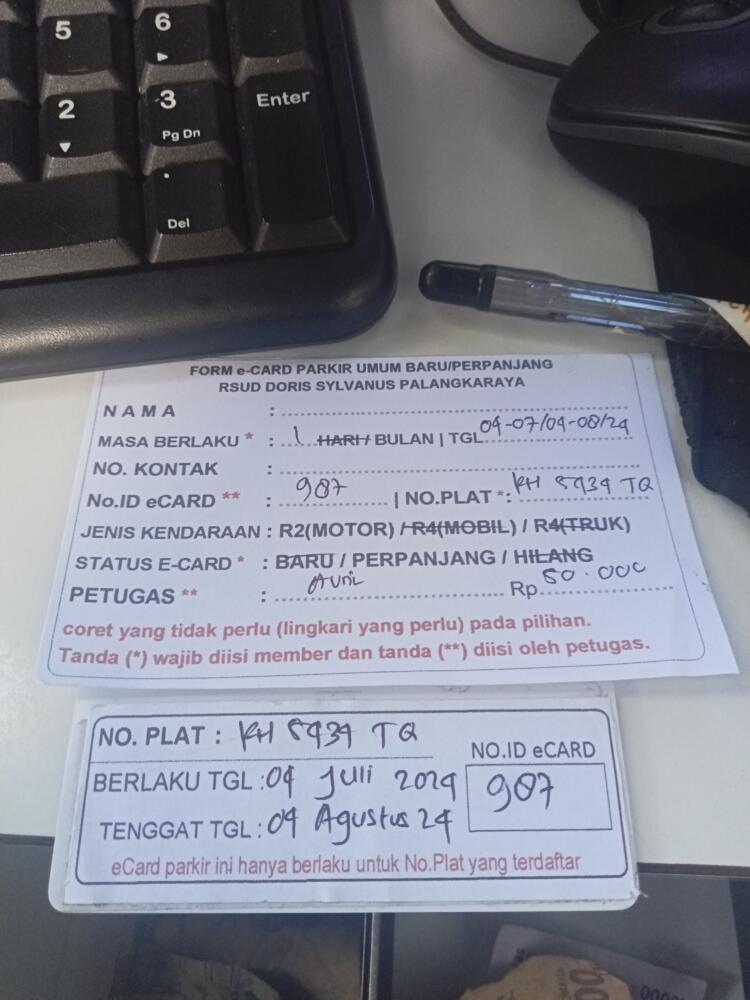 5
6
2
3
Pg Dn
Enter
.
Del
FORM e-CARD PARKIR UMUM BARU/PERPANJANG
RSUD DORIS SYLVANUS PALANGKARAYA
NAMA :
MASA BERLAKU * : 1 HARI / BULAN | TGL 04-07/04-08/24
NO. KONTAK :
No.ID eCARD ** : 987 | NO.PLAT *: KH 5934 TQ
JENIS KENDARAAN : R2(MOTOR) / R4(MOBIL) / R4(TRUK)
STATUS E-CARD * : BARU / PERPANJANG / HILANG
PETUGAS ** : Avril Rp. 50.000
coret yang tidak perlu (lingkari yang perlu) pada pilihan.
Tanda (*) wajib diisi member dan tanda (**) diisi oleh petugas.
NO. PLAT : KH 5934 TQ
NO.ID eCARD
BERLAKU TGL : 04 Juli 2024
987
TENGGAT TGL : 04 Agustus 24
eCard parkir ini hanya berlaku untuk No.Plat yang terdaftar